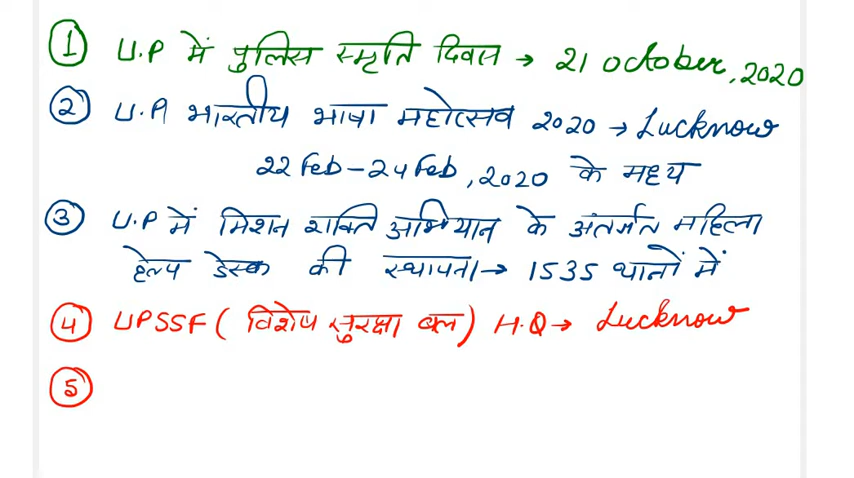 ① U.P में पुलिस स्मृति दिवस → 21 October, 2020
② U.P भारतीय भाषा महोत्सव 2020 → Lucknow
22 Feb - 24 Feb, 2020 के मध्य
③ U.P में मिशन शक्ति अभियान के अंतर्गत महिला
हेल्प डेस्क की स्थापना → 1535 थानों में
④ UPSSF ( विशेष सुरक्षा बल ) H.Q → Lucknow
⑤